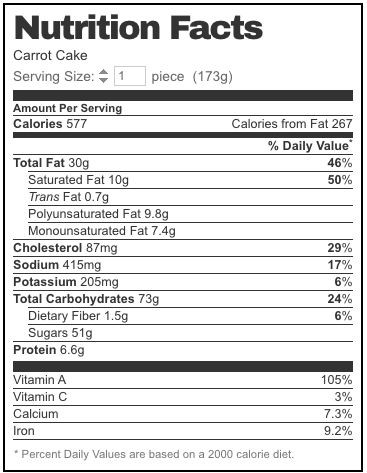 Nutrition Facts
Carrot Cake
Serving Size: 1 piece (173g)
Amount Per Serving
Calories 577 Calories from Fat 267
% Daily Value*
Total Fat 30g 46%
Saturated Fat 10g 50%
Trans Fat 0.7g
Polyunsaturated Fat 9.8g
Monounsaturated Fat 7.4g
Cholesterol 87mg 29%
Sodium 415mg 17%
Potassium 205mg 6%
Total Carbohydrates 73g 24%
Dietary Fiber 1.5g 6%
Sugars 51g
Protein 6.6g
Vitamin A 105%
Vitamin C 3%
Calcium 7.3%
Iron 9.2%
* Percent Daily Values are based on a 2000 calorie diet.